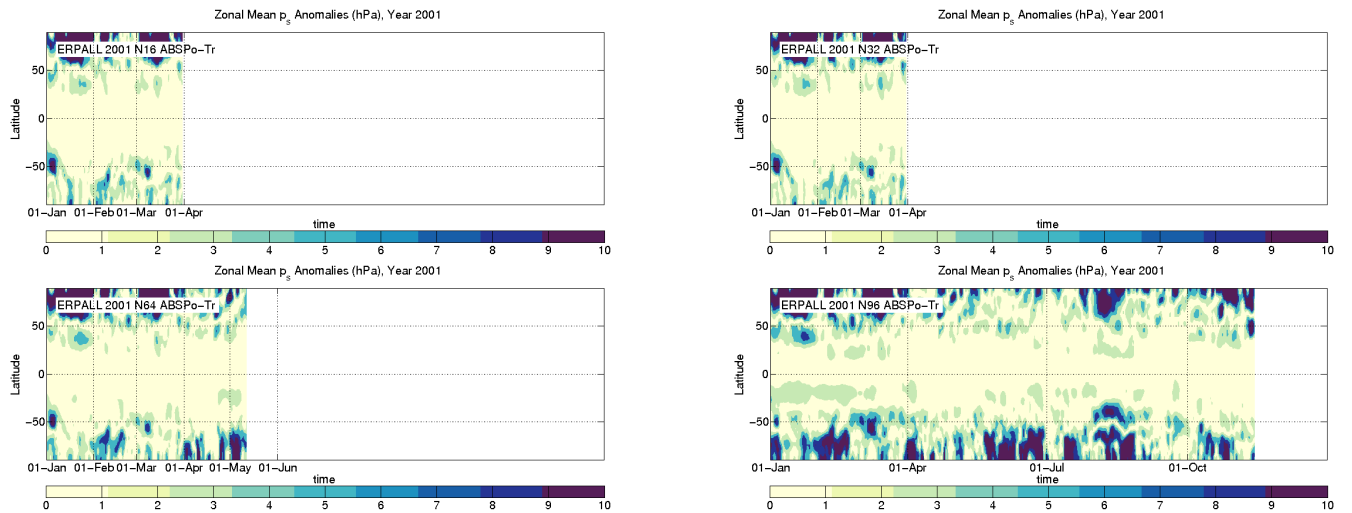 Zonal Mean p_s Anomalies (hPa), Year 2001
ERPALL 2001 N16 ABSPo-Tr
Latitude
50
0
-50
01-Jan 01-Feb 01-Mar 01-Apr
time
0 1 2 3 4 5 6 7 8 9 10
Zonal Mean p_s Anomalies (hPa), Year 2001
ERPALL 2001 N32 ABSPo-Tr
Latitude
50
0
-50
01-Jan 01-Feb 01-Mar 01-Apr
time
0 1 2 3 4 5 6 7 8 9 10
Zonal Mean p_s Anomalies (hPa), Year 2001
ERPALL 2001 N64 ABSPo-Tr
Latitude
50
0
-50
01-Jan 01-Feb 01-Mar 01-Apr 01-May 01-Jun
time
0 1 2 3 4 5 6 7 8 9 10
Zonal Mean p_s Anomalies (hPa), Year 2001
ERPALL 2001 N96 ABSPo-Tr
Latitude
50
0
-50
01-Jan 01-Apr 01-Jul 01-Oct
time
0 1 2 3 4 5 6 7 8 9 10